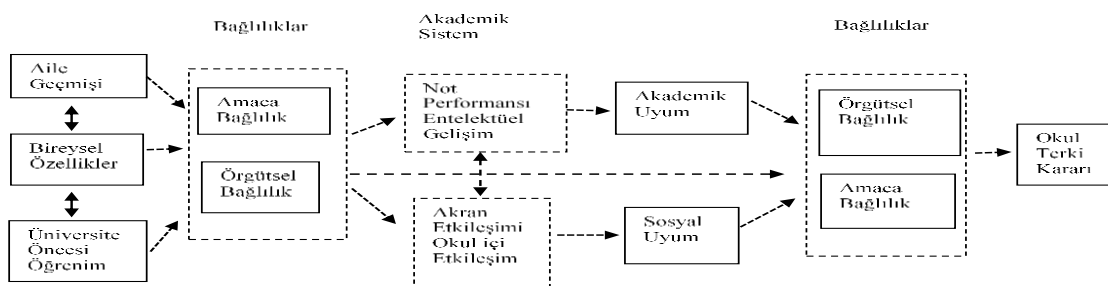 Bağlılıklar
Akademik
Sistem
Bağlılıklar
Aile
Geçmişi
Bireysel
Özellikler
Üniversite
Öncesi
Öğrenim
Amaca
Bağlılık
Örgütsel
Bağlılık
Not
Performansı
Entelektüel
Gelişim
Akran
Etkileşimi
Okul içi
Etkileşim
Akademik
Uyum
Sosyal
Uyum
Örgütsel
Bağlılık
Amaca
Bağlılık
Okul
Terki
Kararı